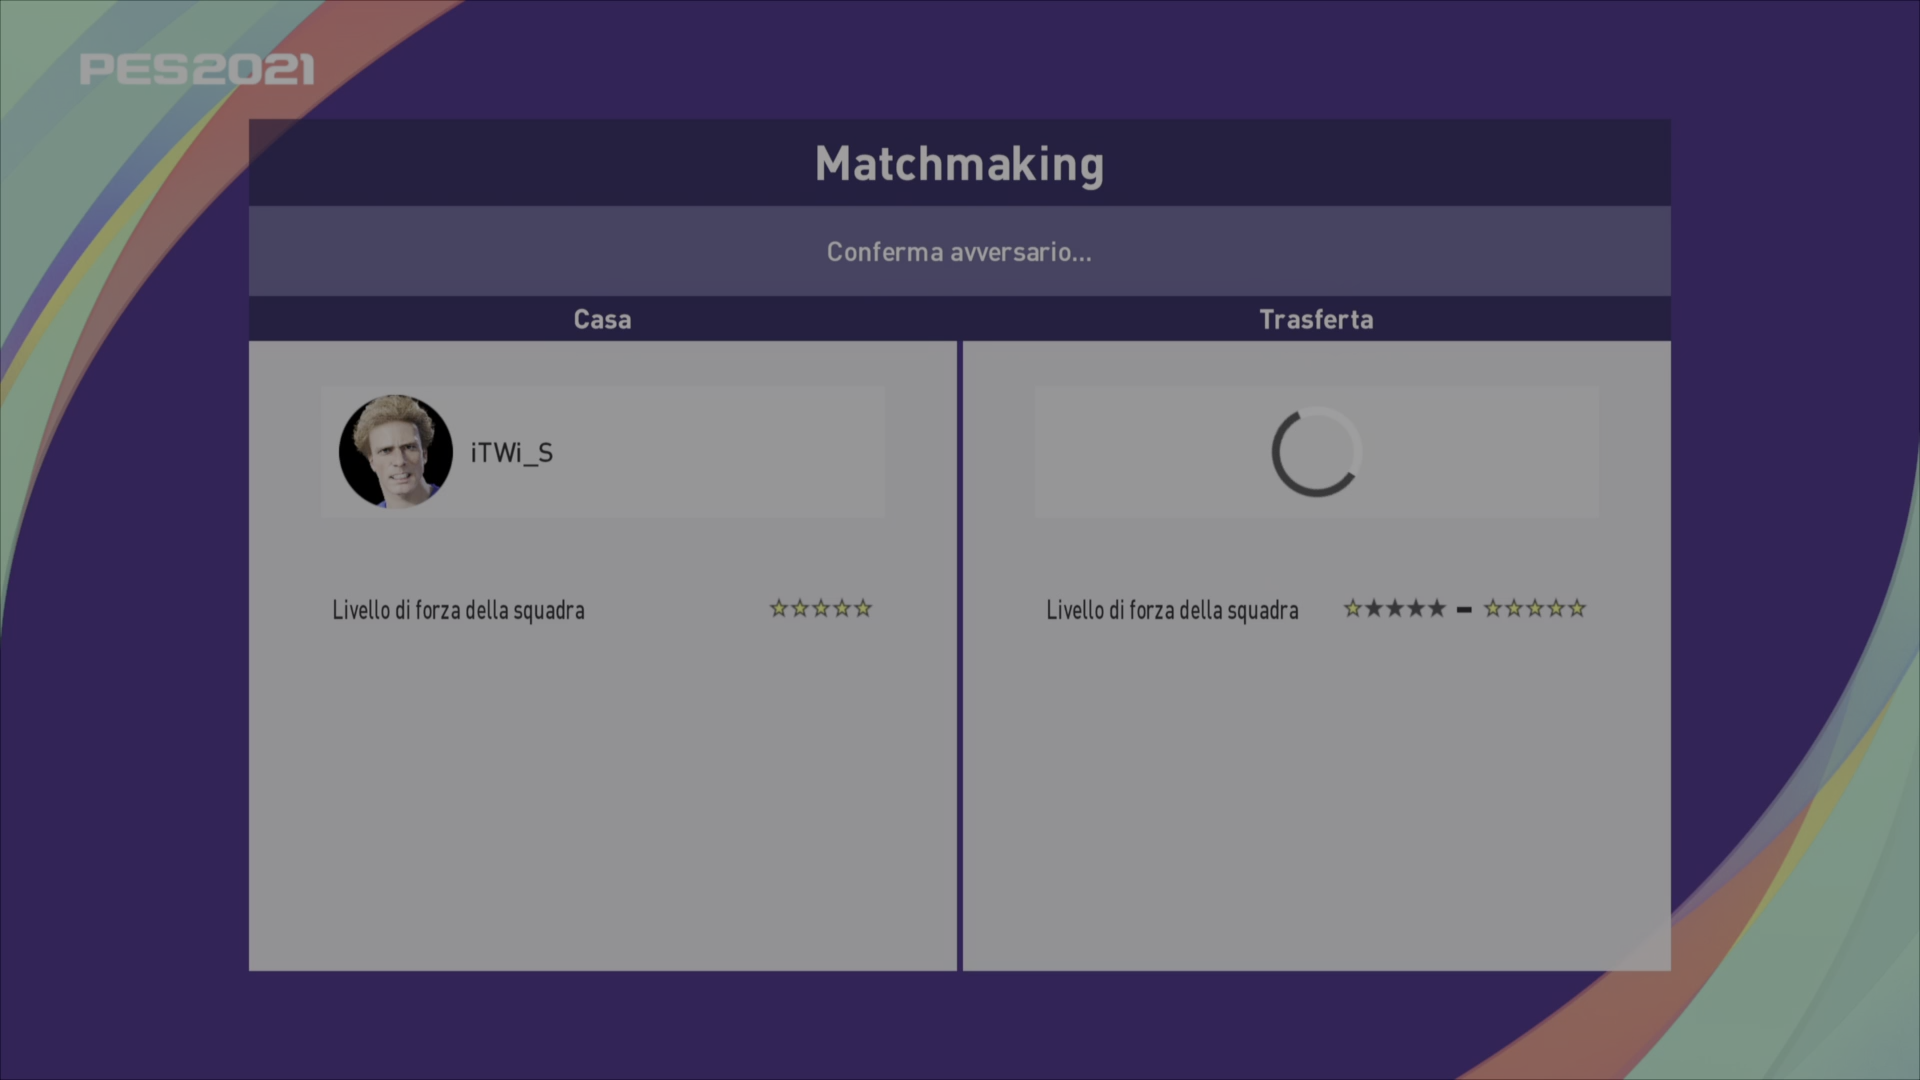 PES2021
Matchmaking
Conferma avversario...
Casa
Trasferta
iTWi_S
Livello di forza della squadra
Livello di forza della squadra